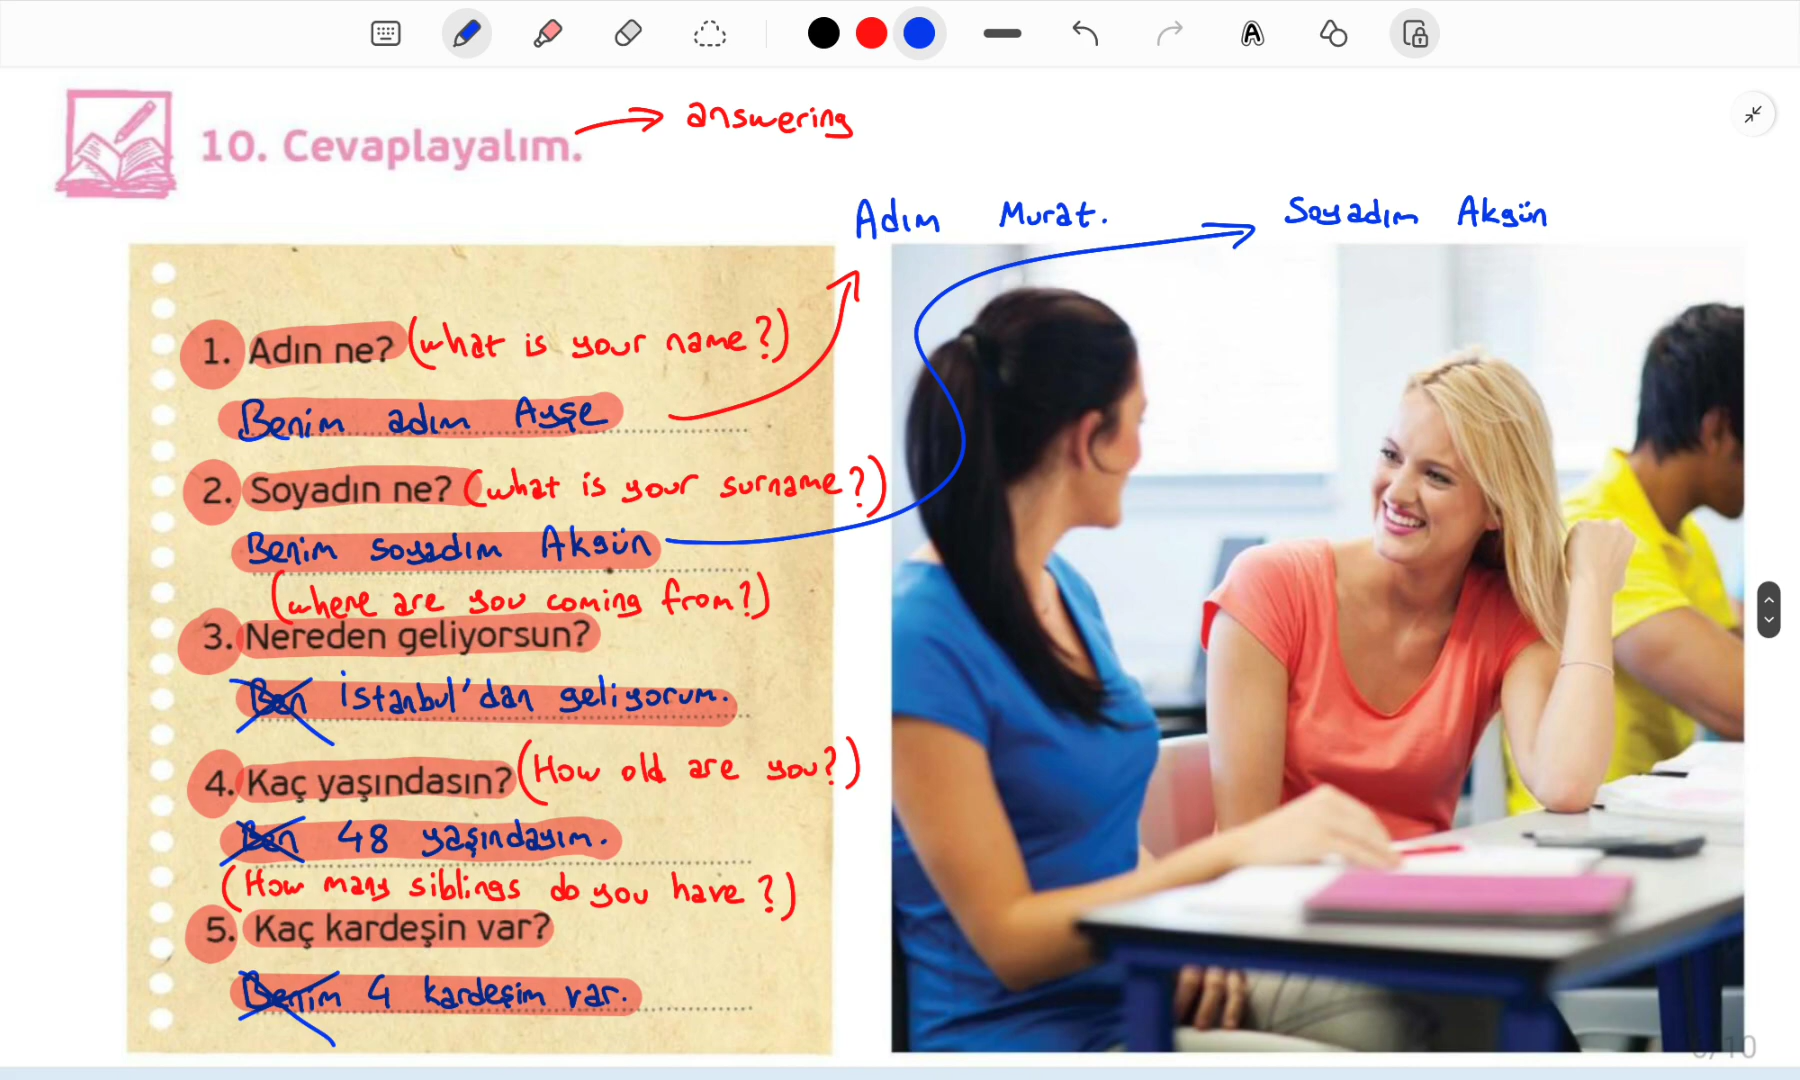 10. Cevaplayalım. answering
Adım Murat. Soyadım Akgün
1. Adın ne? (what is your name?)
Benim adım Ayşe
2. Soyadın ne? (what is your surname?)
Benim soyadım Akgün
(where are you coming from?)
3. Nereden geliyorsun?
Ben İstanbul'dan geliyorum.
4. Kaç yaşındasın? (How old are you?)
Ben 48 yaşındayım.
(How many siblings do you have?)
5. Kaç kardeşin var?
Benim 4 kardeşim var.